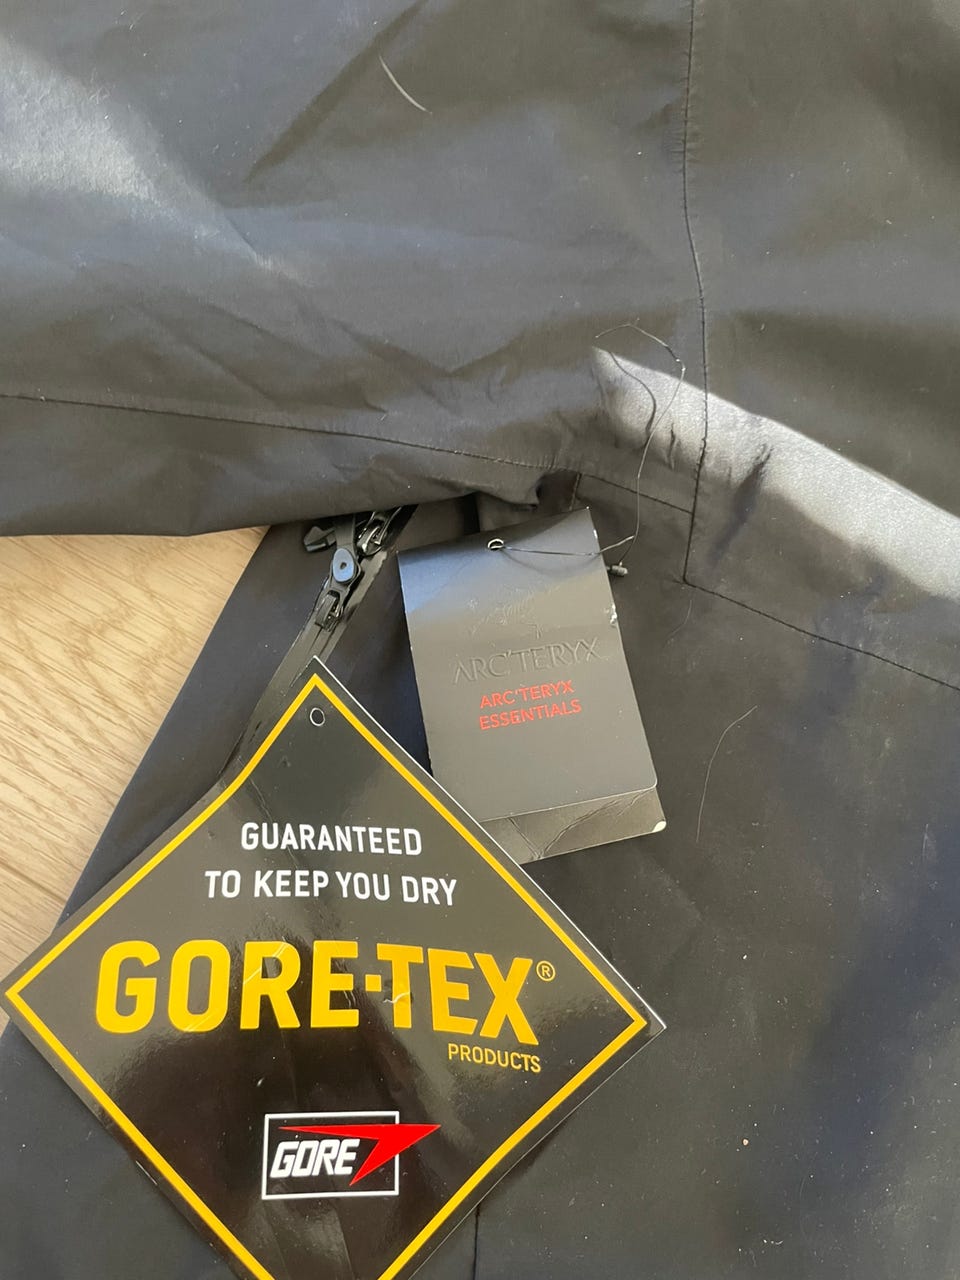 ARC'TERYX
ARC'TERYX
ESSENTIALS
GUARANTEED
TO KEEP YOU DRY
GORE-TEX®
PRODUCTS
GORE